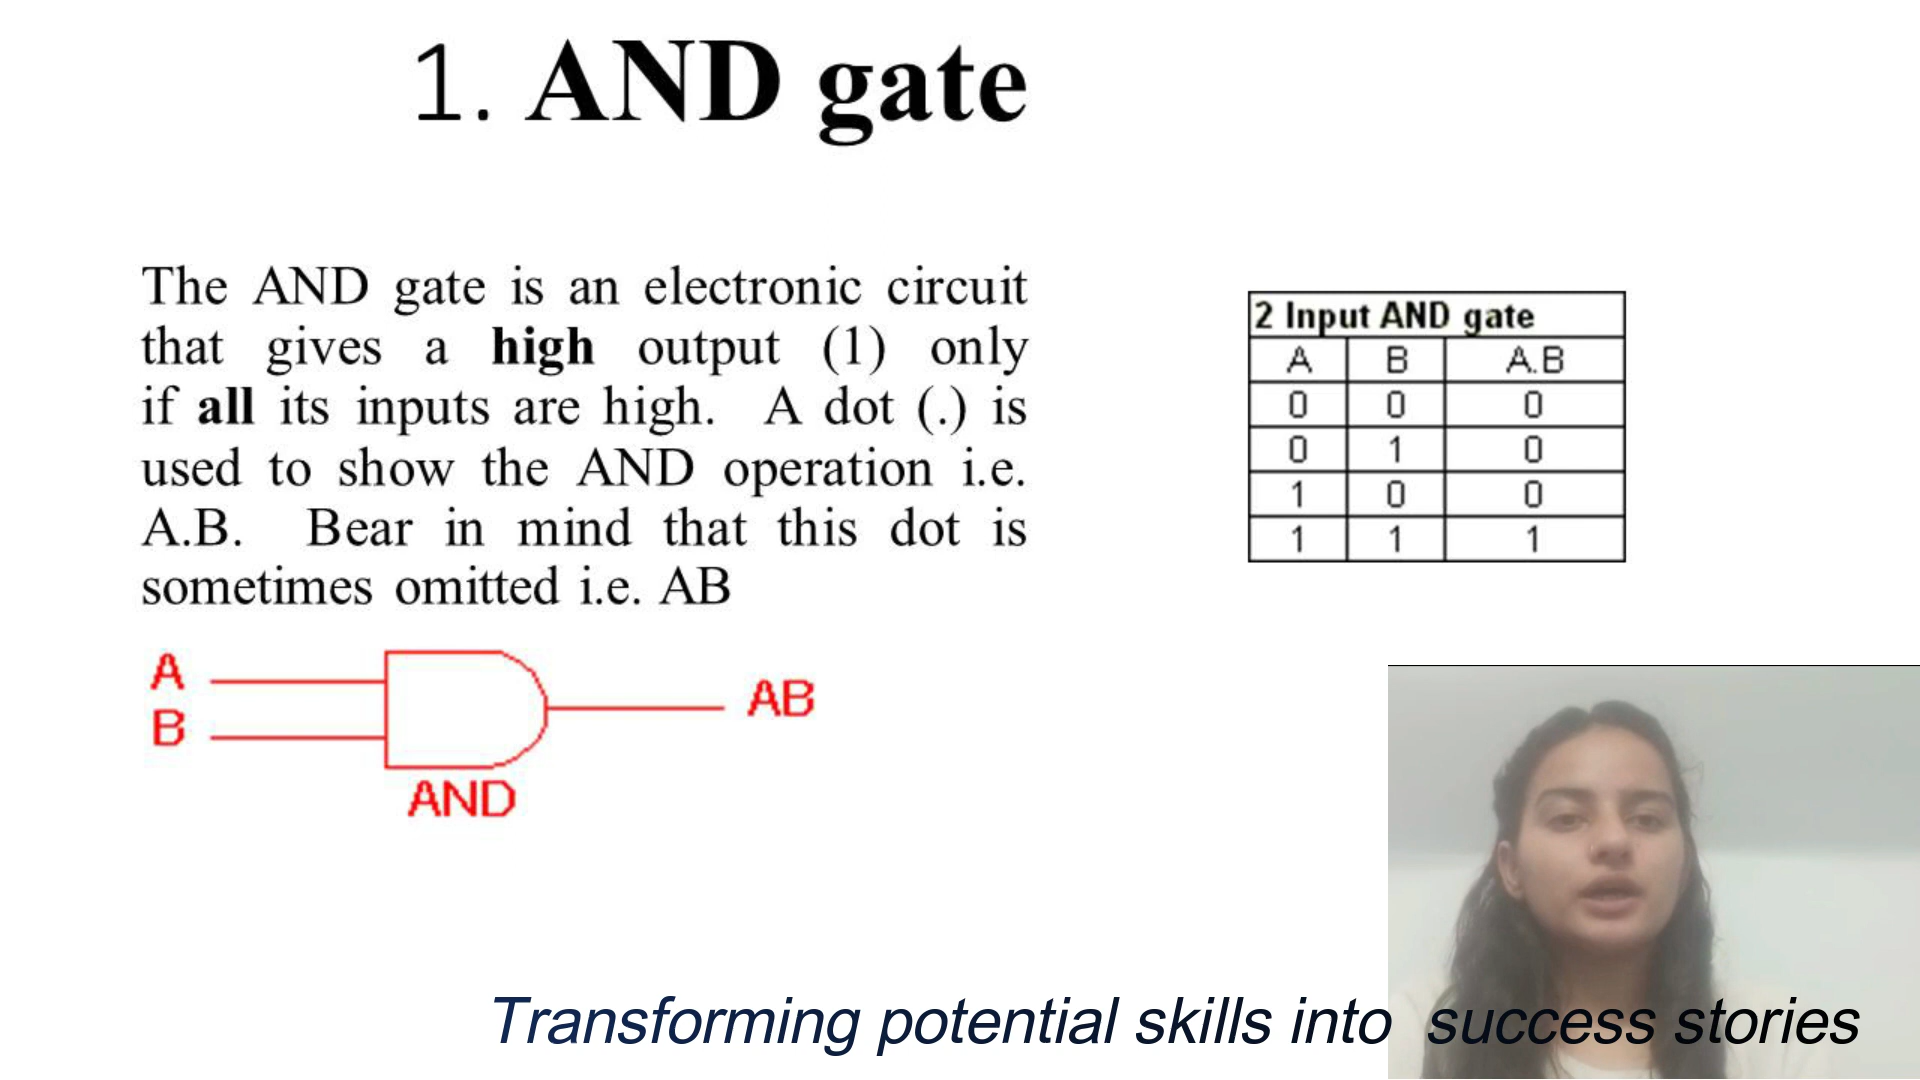 1. AND gate
The AND gate is an electronic circuit
that gives a high output (1) only
if all its inputs are high. A dot (.) is
used to show the AND operation i.e.
A.B. Bear in mind that this dot is
sometimes omitted i.e. AB
2 Input AND gate
A B A.B
0 0 0
0 1 0
1 0 0
1 1 1
A
B
AB
AND
Transforming potential skills into success stories